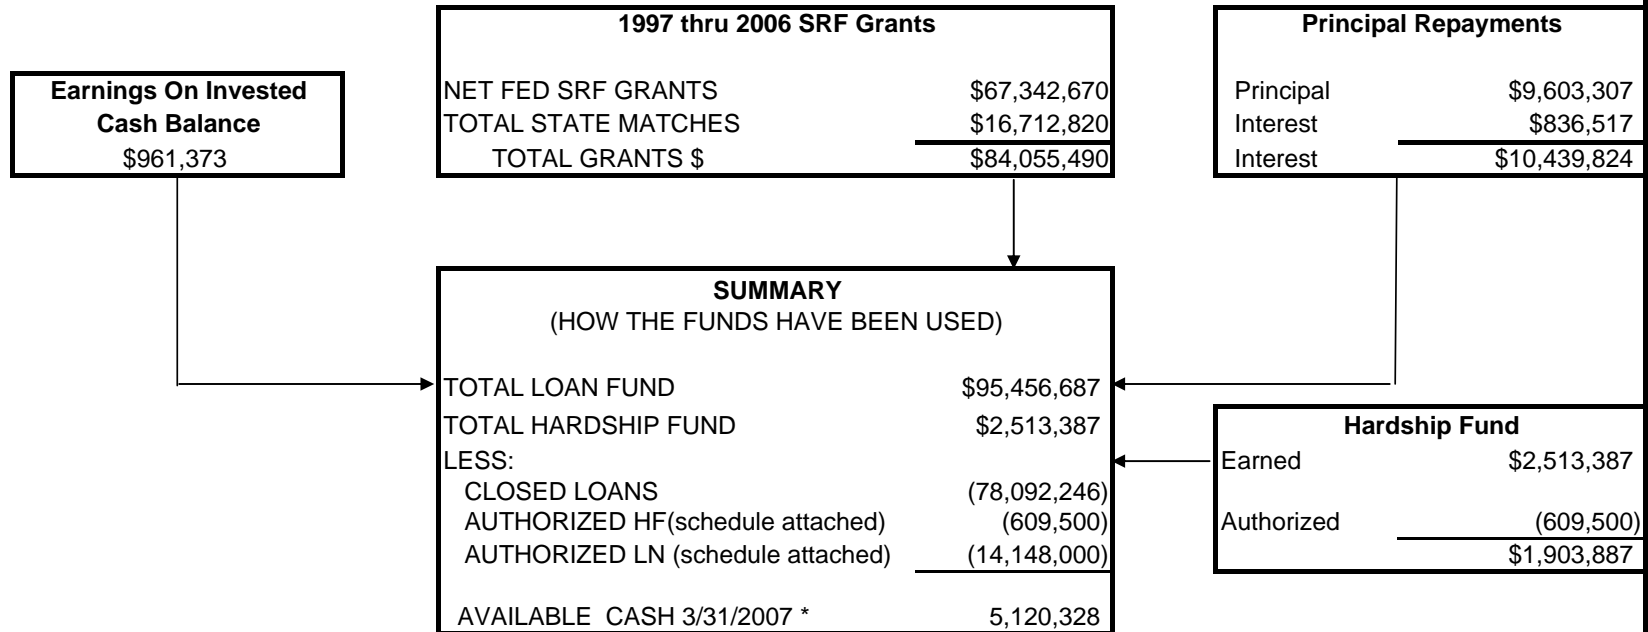 1997 thru 2006 SRF Grants
NET FED SRF GRANTS $67,342,670
TOTAL STATE MATCHES $16,712,820
TOTAL GRANTS $ $84,055,490
Principal Repayments
Principal $9,603,307
Interest $836,517
Interest $10,439,824
Earnings On Invested
Cash Balance
$961,373
SUMMARY
(HOW THE FUNDS HAVE BEEN USED)
TOTAL LOAN FUND $95,456,687
TOTAL HARDSHIP FUND $2,513,387
LESS:
CLOSED LOANS (78,092,246)
AUTHORIZED HF(schedule attached) (609,500)
AUTHORIZED LN (schedule attached) (14,148,000)
AVAILABLE CASH 3/31/2007 * 5,120,328
Hardship Fund
Earned $2,513,387
Authorized (609,500)
$1,903,887